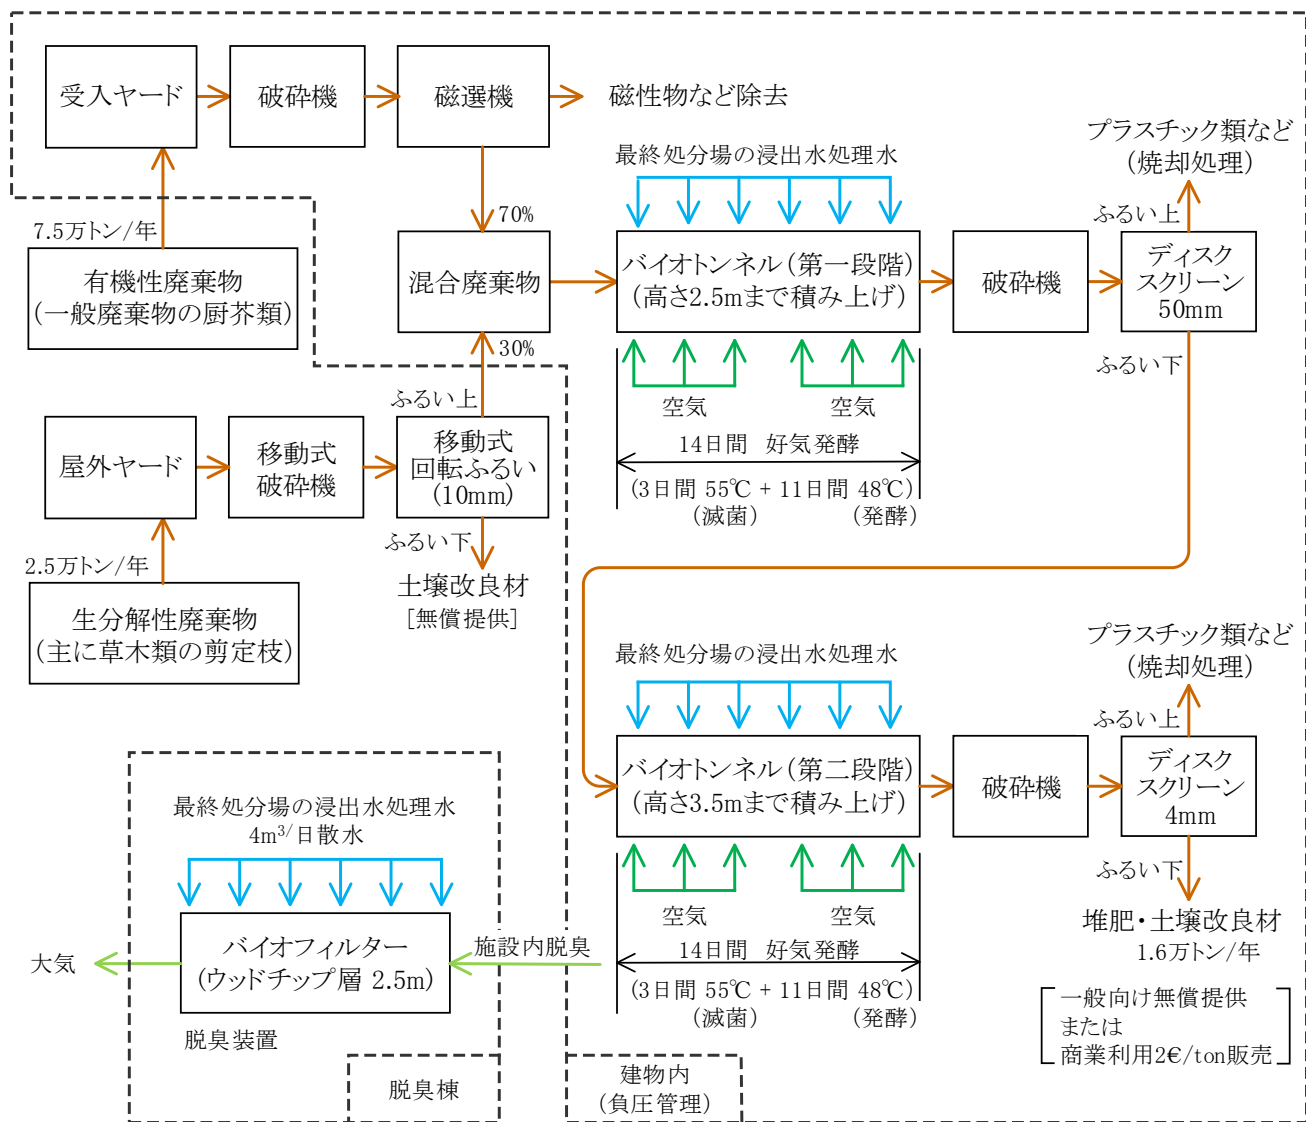 受入ヤード
破砕機
磁選機
磁性物など除去
7.5万トン/年
有機性廃棄物
(一般廃棄物の厨芥類)
70%
混合廃棄物
30%
ふるい上
屋外ヤード
移動式
破砕機
移動式
回転ふるい
(10mm)
ふるい下
土壌改良材
[無償提供]
2.5万トン/年
生分解性廃棄物
(主に草木類の剪定枝)
最終処分場の浸出水処理水
バイオトンネル(第一段階)
(高さ2.5mまで積み上げ)
空気
空気
14日間 好気発酵
(3日間 55℃ + 11日間 48℃)
(滅菌)
(発酵)
破砕機
プラスチック類など
(焼却処理)
ふるい上
ディスク
スクリーン
50mm
ふるい下
最終処分場の浸出水処理水
バイオトンネル(第二段階)
(高さ3.5mまで積み上げ)
空気
空気
14日間 好気発酵
(3日間 55℃ + 11日間 48℃)
(滅菌)
(発酵)
破砕機
プラスチック類など
(焼却処理)
ふるい上
ディスク
スクリーン
4mm
ふるい下
堆肥・土壌改良材
1.6万トン/年
一般向け無償提供
または
商業利用2€/ton販売
最終処分場の浸出水処理水
4m³/日散水
バイオフィルター
(ウッドチップ層 2.5m)
施設内脱臭
大気
脱臭装置
脱臭棟
建物内
(負圧管理)